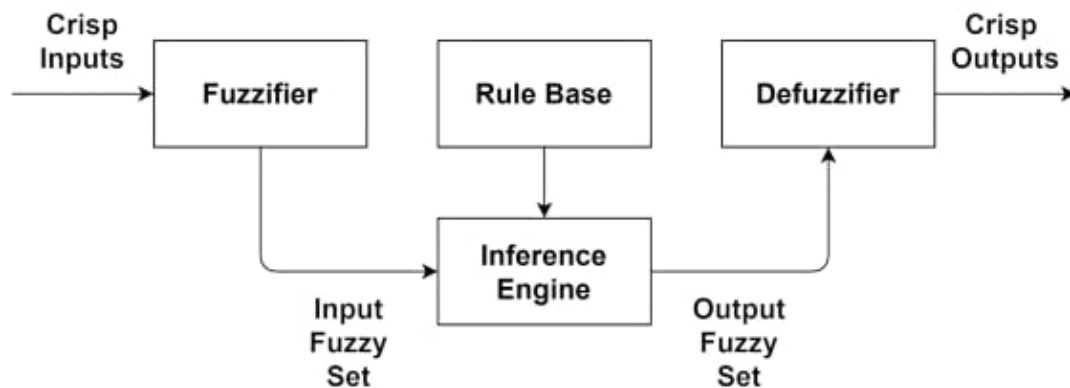 Crisp
Inputs
Fuzzifier
Rule Base
Defuzzifier
Crisp
Outputs
Inference
Engine
Input
Fuzzy
Set
Output
Fuzzy
Set